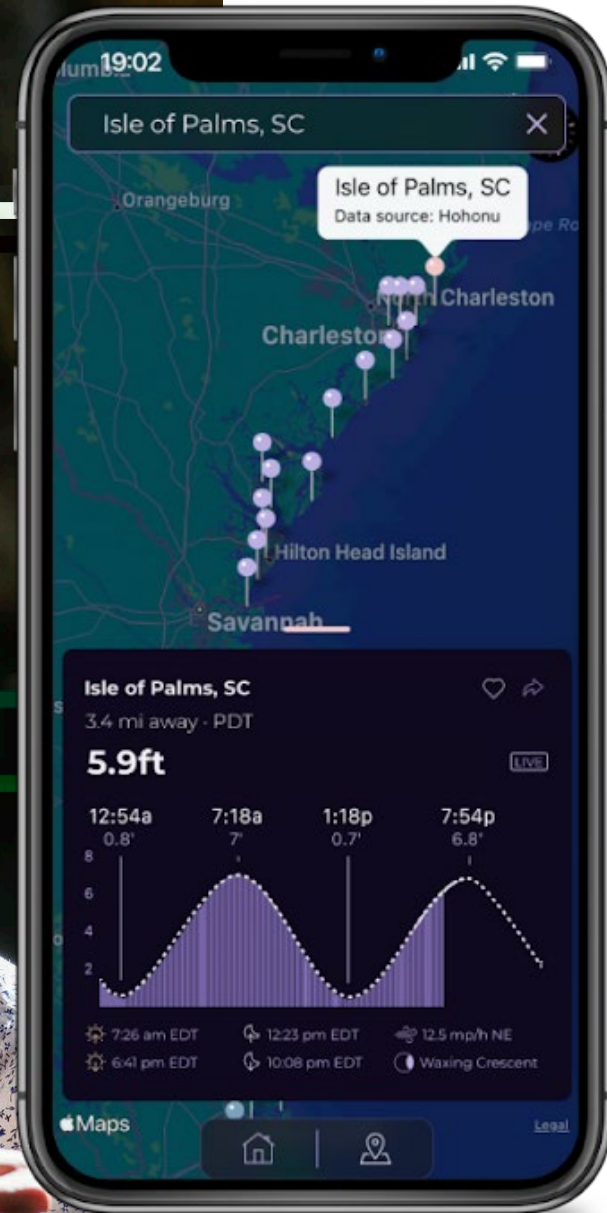 19:02
Isle of Palms, SC
Isle of Palms, SC
Data source: Hohonu
Orangeburg
North Charleston
Charleston
Hilton Head Island
Savannah
Isle of Palms, SC
3.4 mi away · PDT
5.9ft
LIVE
12:54a 7:18a 1:18p 7:54p
0.8' 7' 0.7' 6.8'
8
6
4
2
7:26 am EDT 12:23 pm EDT 12.5 mp/h NE
6:41 pm EDT 10:08 pm EDT Waxing Crescent
Maps
Legal